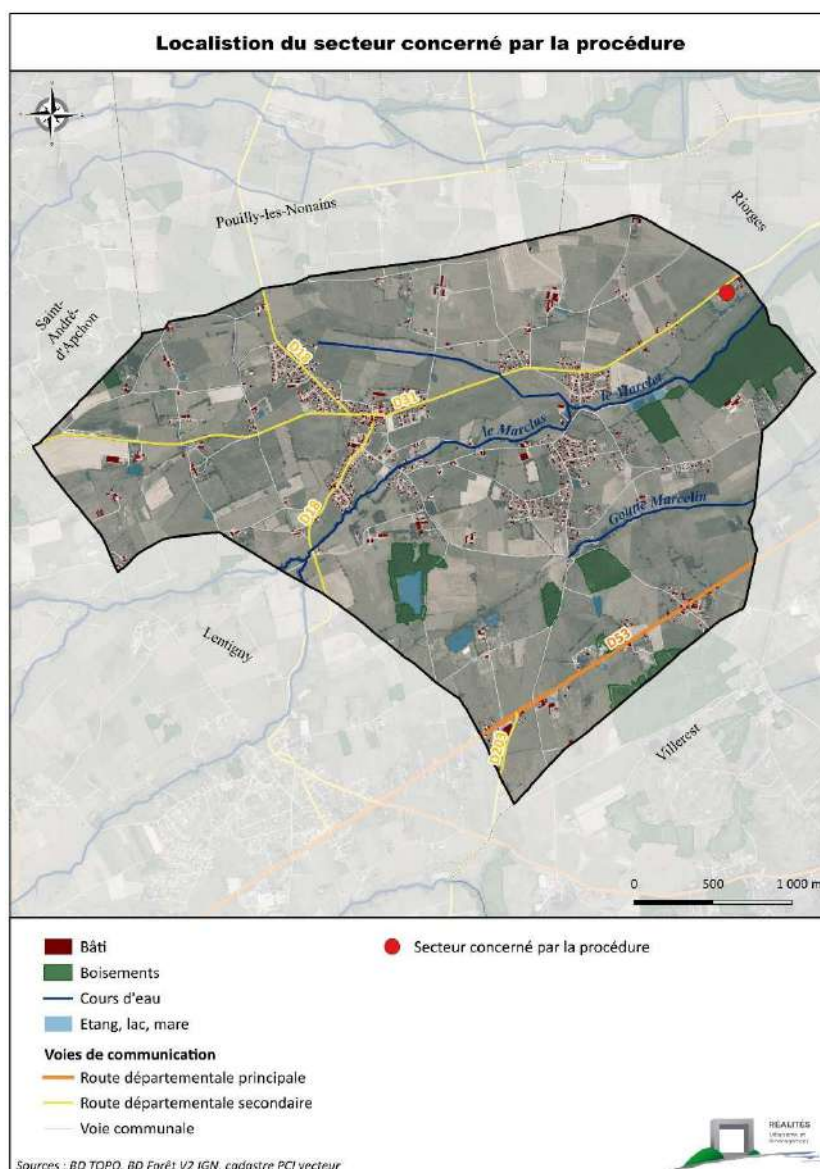 Localistion du secteur concerné par la procédure
Pouilly-les-Nonains
Riorges
Saint-
André-
d'Apchon
D18
D31
le Marclet
le Marclus
D18
Goutte Marcelin
Lentigny
D53
D203
Villerest
0 500 1 000 m
Bâti
Secteur concerné par la procédure
Boisements
Cours d'eau
Etang, lac, mare
Voies de communication
Route départementale principale
Route départementale secondaire
Voie communale
REALITÉS
Sources : BD TOPO, BD Forêt V2 IGN, cadastre PCI vecteur